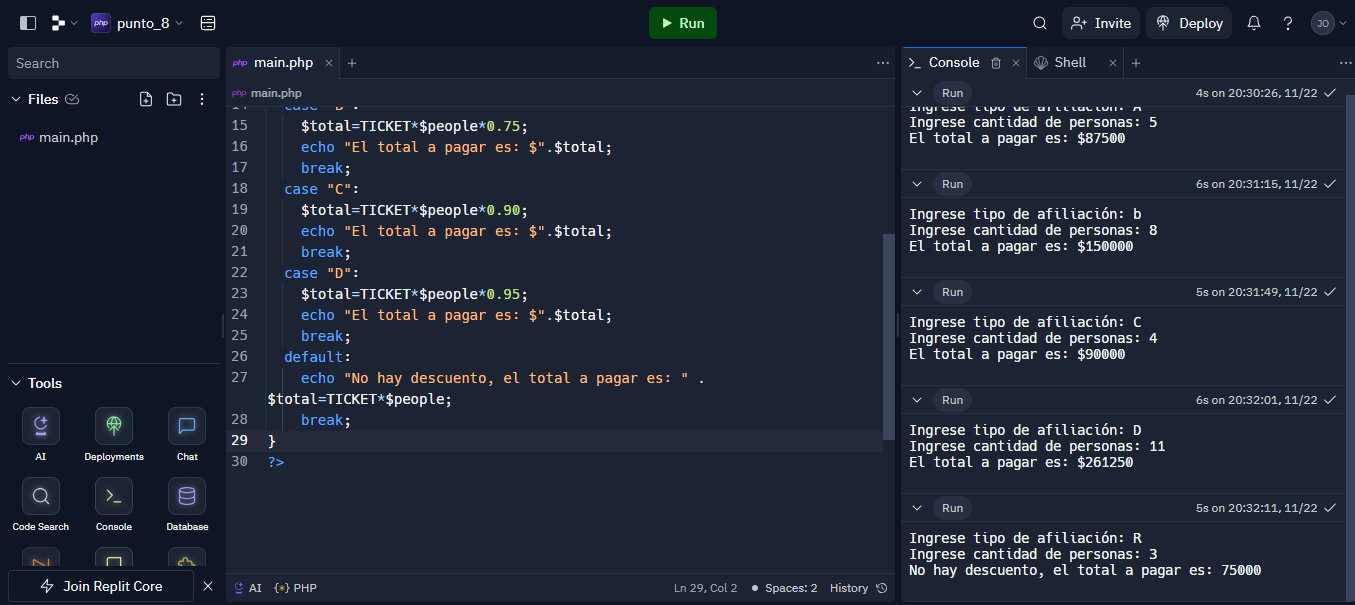 php punto_8
Run
Invite
Deploy
JO
Search
Files
php main.php
Tools
AI
Deployments
Chat
Code Search
Console
Database
Join Replit Core
php main.php
php main.php
15 $total=TICKET*$people*0.75;
16 echo "El total a pagar es: $".$total;
17 break;
18 case "C":
19 $total=TICKET*$people*0.90;
20 echo "El total a pagar es: $".$total;
21 break;
22 case "D":
23 $total=TICKET*$people*0.95;
24 echo "El total a pagar es: $".$total;
25 break;
26 default:
27 echo "No hay descuento, el total a pagar es: " .
$total=TICKET*$people;
28 break;
29 }
30 ?>
AI {} PHP
Ln 29, Col 2 Spaces: 2 History
Console
Shell
Run 4s on 20:30:26, 11/22
Ingrese tipo de afiliación: A
Ingrese cantidad de personas: 5
El total a pagar es: $87500
Run 6s on 20:31:15, 11/22
Ingrese tipo de afiliación: b
Ingrese cantidad de personas: 8
El total a pagar es: $150000
Run 5s on 20:31:49, 11/22
Ingrese tipo de afiliación: C
Ingrese cantidad de personas: 4
El total a pagar es: $90000
Run 6s on 20:32:01, 11/22
Ingrese tipo de afiliación: D
Ingrese cantidad de personas: 11
El total a pagar es: $261250
Run 5s on 20:32:11, 11/22
Ingrese tipo de afiliación: R
Ingrese cantidad de personas: 3
No hay descuento, el total a pagar es: 75000